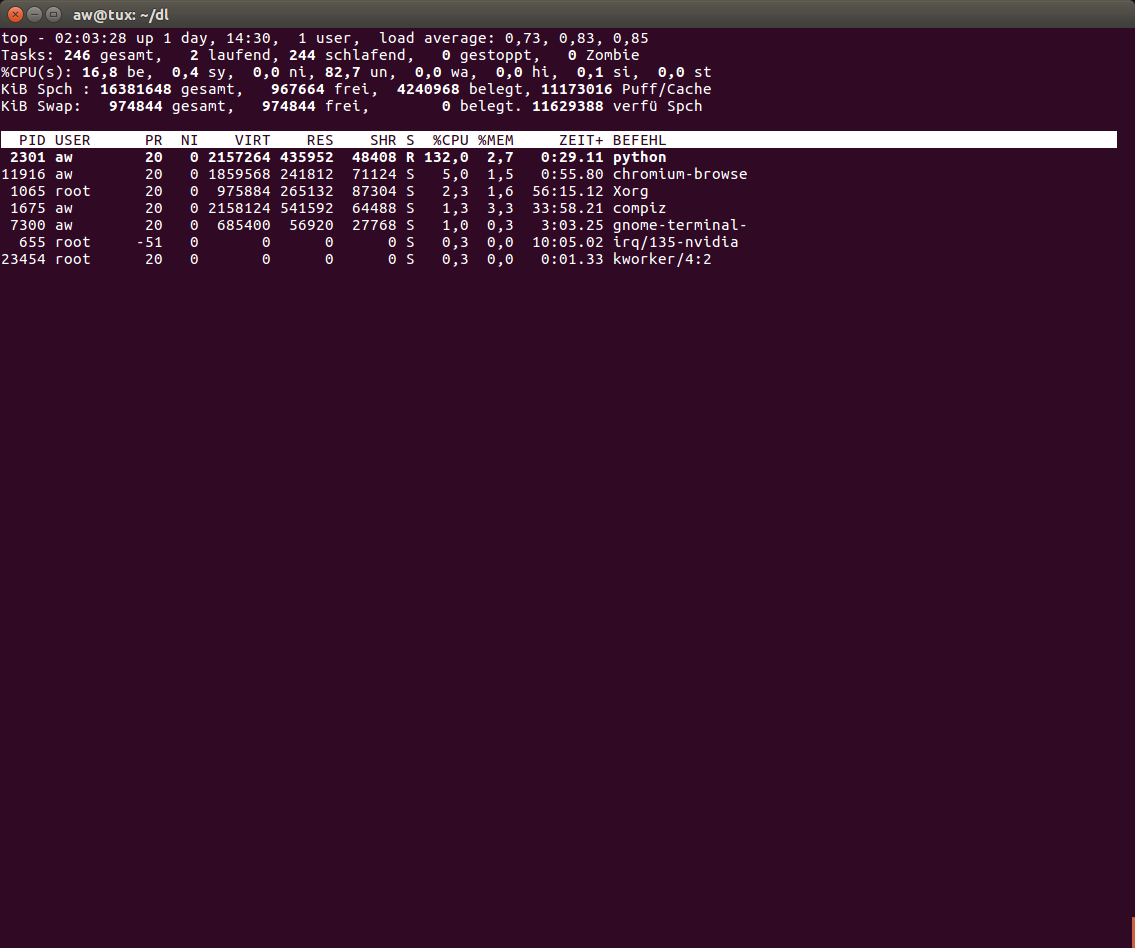 aw@tux: ~/dl
top - 02:03:28 up 1 day, 14:30,  1 user,  load average: 0,73, 0,83, 0,85
Tasks: 246 gesamt,   2 laufend, 244 schlafend,   0 gestoppt,   0 Zombie
%CPU(s): 16,8 be,  0,4 sy,  0,0 ni, 82,7 un,  0,0 wa,  0,0 hi,  0,1 si,  0,0 st
KiB Spch : 16381648 gesamt,   967664 frei,  4240968 belegt, 11173016 Puff/Cache
KiB Swap:   974844 gesamt,   974844 frei,        0 belegt. 11629388 verfü Spch
  PID USER      PR  NI    VIRT    RES    SHR S  %CPU %MEM     ZEIT+ BEFEHL
 2301 aw        20   0 2157264 435952  48408 R 132,0  2,7   0:29.11 python
11916 aw        20   0 1859568 241812  71124 S   5,0  1,5   0:55.80 chromium-browse
 1065 root      20   0  975884 265132  87304 S   2,3  1,6  56:15.12 Xorg
 1675 aw        20   0 2158124 541592  64488 S   1,3  3,3  33:58.21 compiz
 7300 aw        20   0  685400  56920  27768 S   1,0  0,3   3:03.25 gnome-terminal-
  655 root     -51   0       0      0      0 S   0,3  0,0  10:05.02 irq/135-nvidia
23454 root      20   0       0      0      0 S   0,3  0,0   0:01.33 kworker/4:2